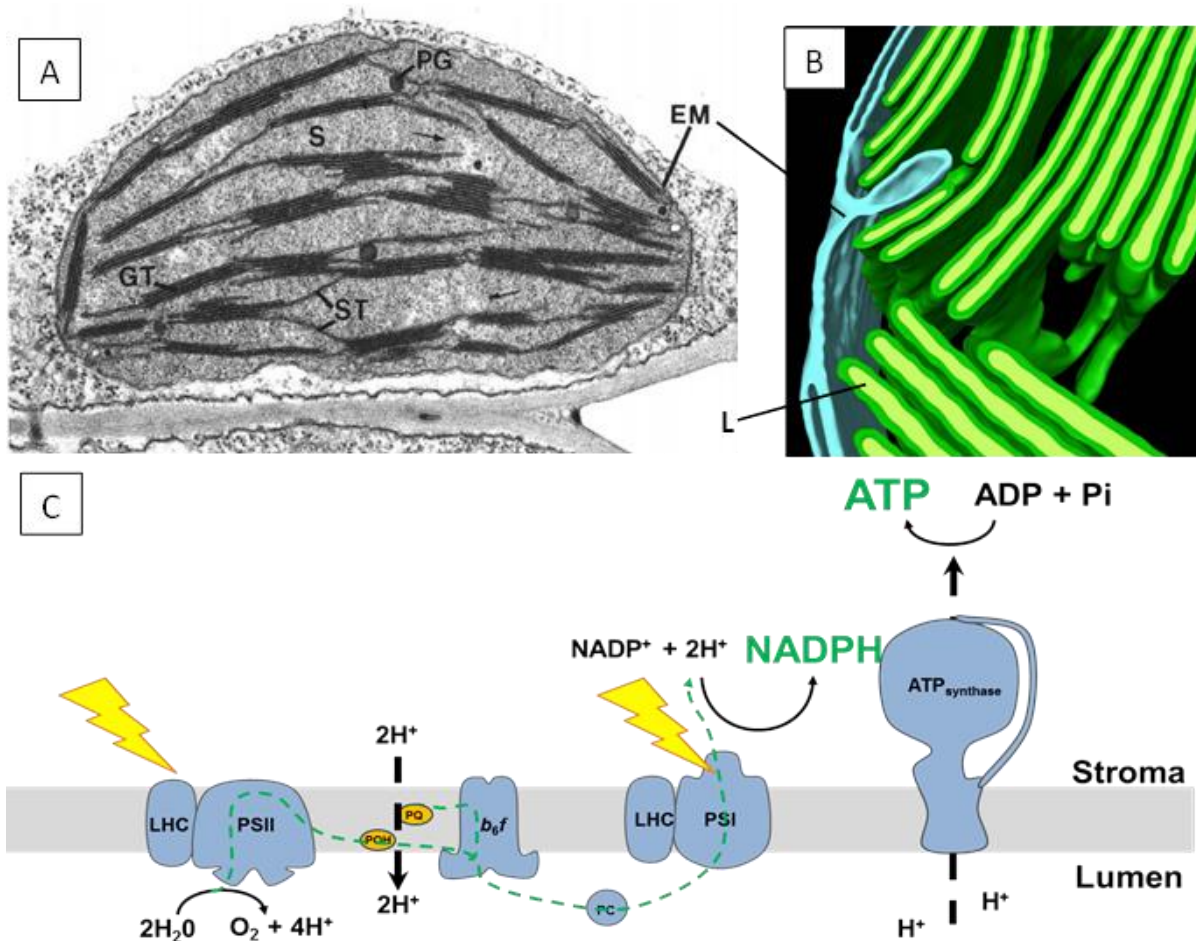 A
PG
B
S
EM
GT
ST
L
C
ATP
ADP + Pi
NADP⁺ + 2H⁺
NADPH
ATPsynthase
2H⁺
Stroma
LHC
PSII
PQ
PQH
b₆f
LHC
PSI
Lumen
2H⁺
PC
2H₂0
O₂ + 4H⁺
H⁺
H⁺